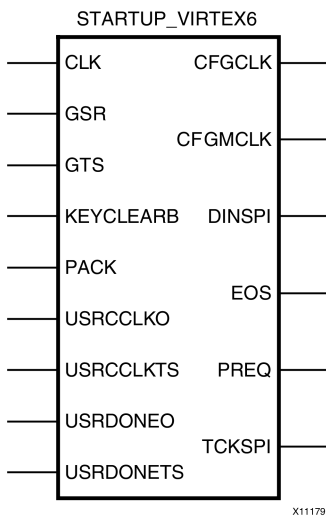 STARTUP_VIRTEX6
CLK CFGCLK
GSR
CFGMCLK
GTS
KEYCLEARB DINSPI
PACK
EOS
USRCCLKO
USRCCLKTS PREQ
USRDONEO
TCKSPI
USRDONETS
X11179